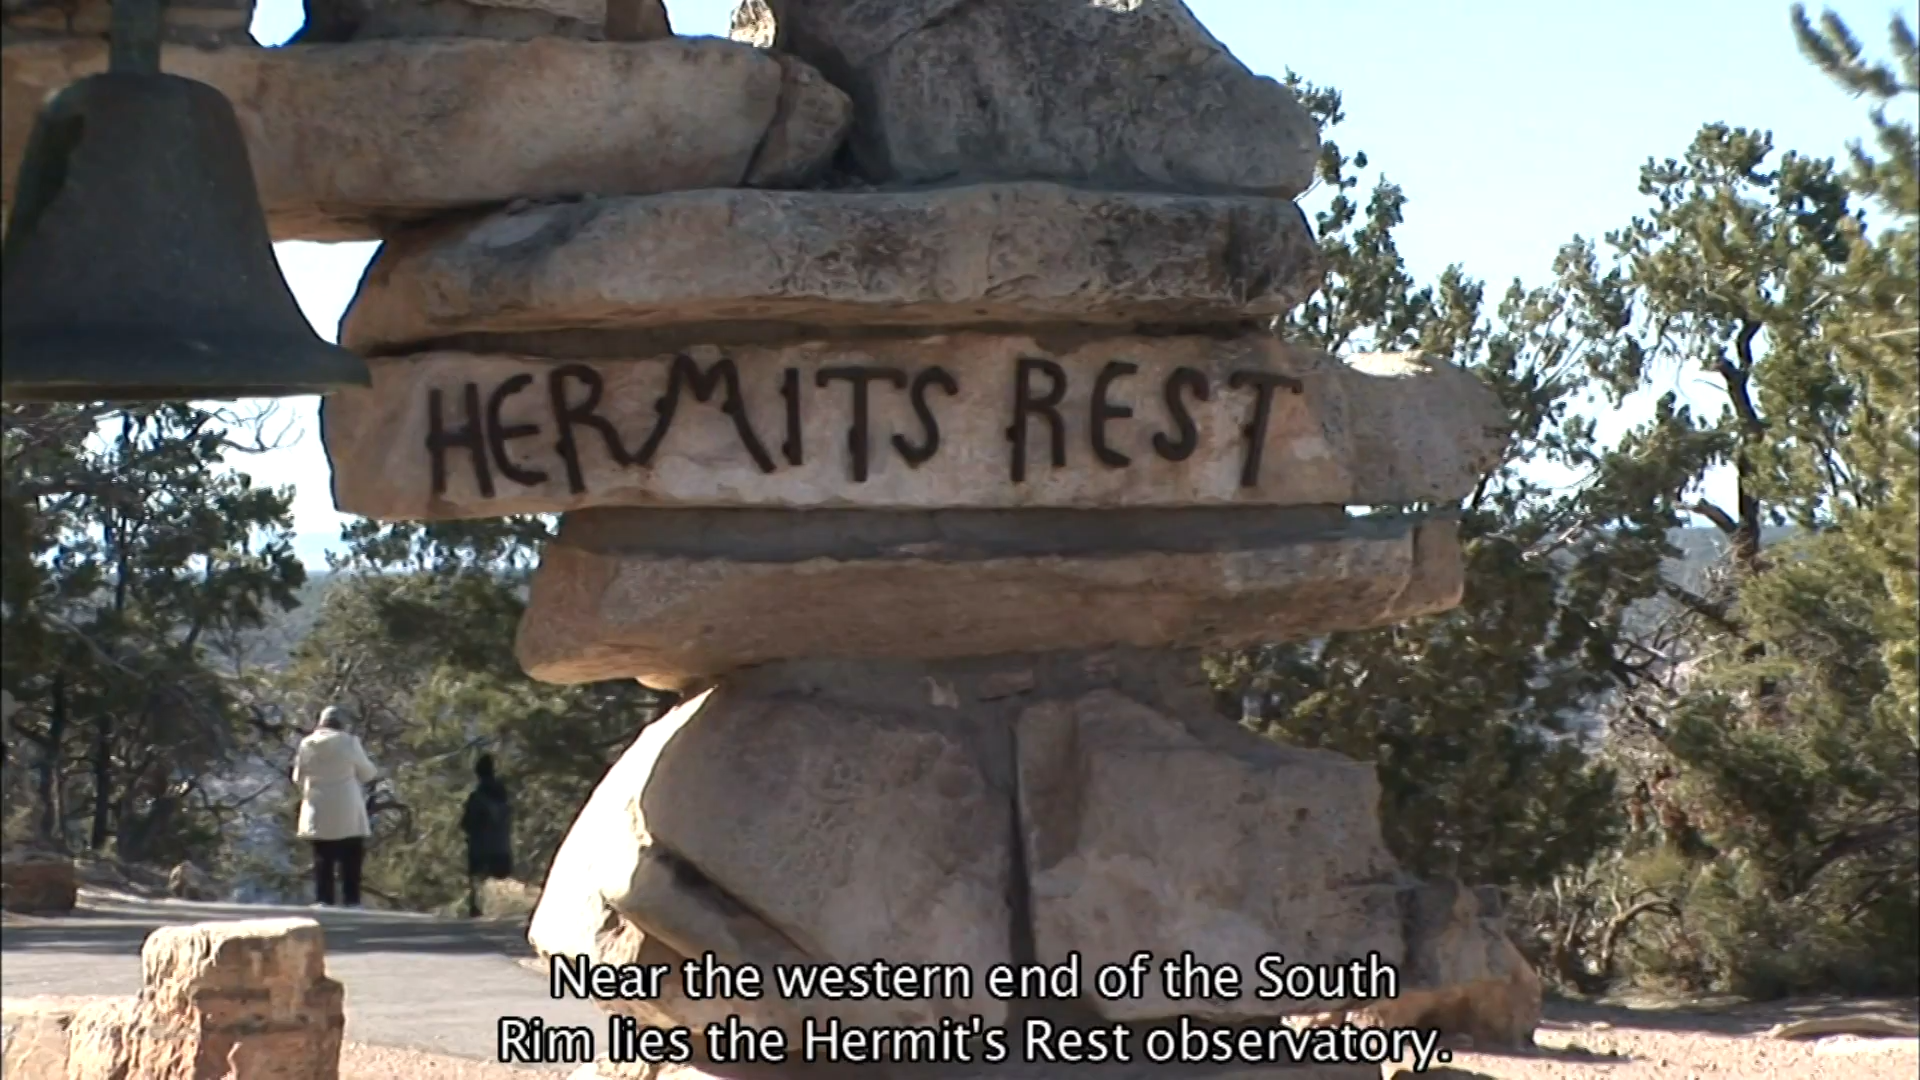 HERMITS REST
Near the western end of the South
Rim lies the Hermit's Rest observatory.